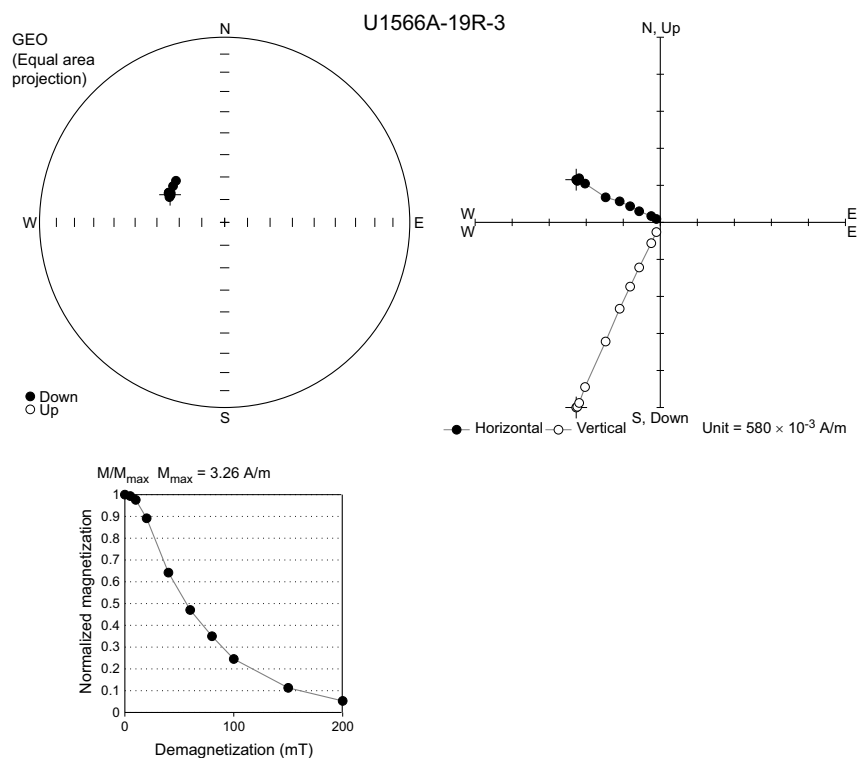 U1566A-19R-3
GEO
(Equal area
projection)
N
W
E
S
Down
Up
N, Up
W
W
E
E
S, Down
Horizontal
Vertical
Unit = 580 × 10⁻³ A/m
M/Mmax Mmax = 3.26 A/m
Normalized magnetization
1
0.9
0.8
0.7
0.6
0.5
0.4
0.3
0.2
0.1
0
0
100
200
Demagnetization (mT)